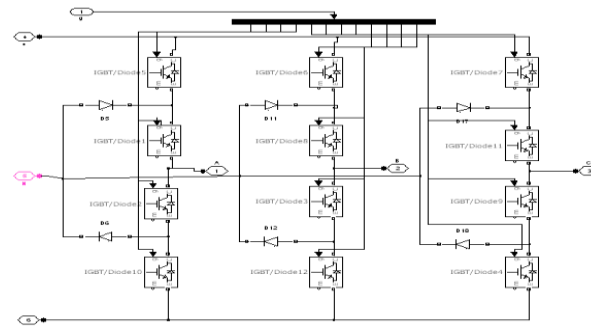 1
IGBT/Diode5
IGBT/Diode6
IGBT/Diode7
D5
D11
D17
IGBT/Diode1
IGBT/Diode8
IGBT/Diode11
A
1
B
2
C
3
IGBT/Diode2
IGBT/Diode3
IGBT/Diode9
D6
D12
D18
IGBT/Diode10
IGBT/Diode12
IGBT/Diode4